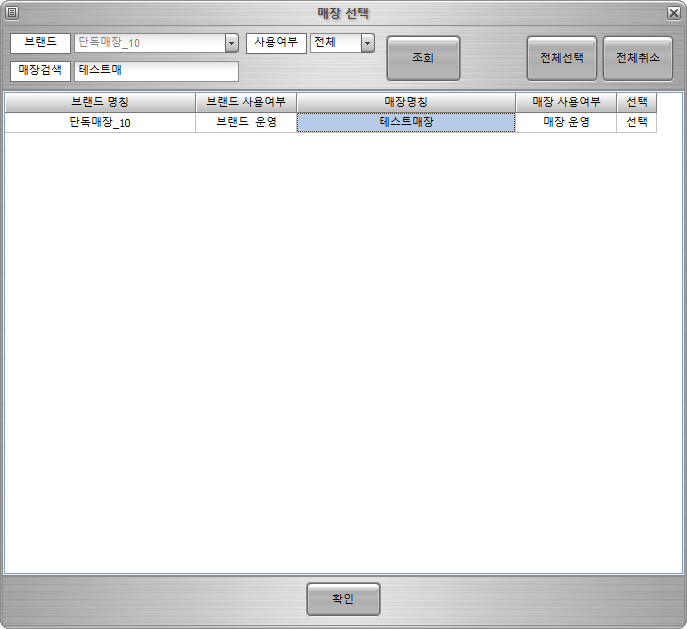 매장 선택
브랜드 단독매장_10 사용여부 전체 조회 전체선택 전체취소
매장검색 테스트매
브랜드 명칭 브랜드 사용여부 매장명칭 매장 사용여부 선택
단독매장_10 브랜드 운영 테스트매장 매장 운영 선택
확인